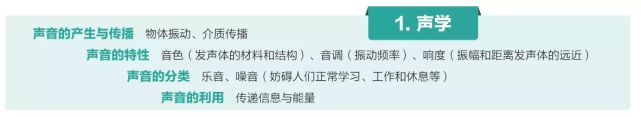 1. 声学
声音的产生与传播 物体振动、介质传播
声音的特性 音色（发声体的材料和结构）、音调（振动频率）、响度（振幅和距离发声体的远近）
声音的分类 乐音、噪音（妨碍人们正常学习、工作和休息等）
声音的利用 传递信息与能量